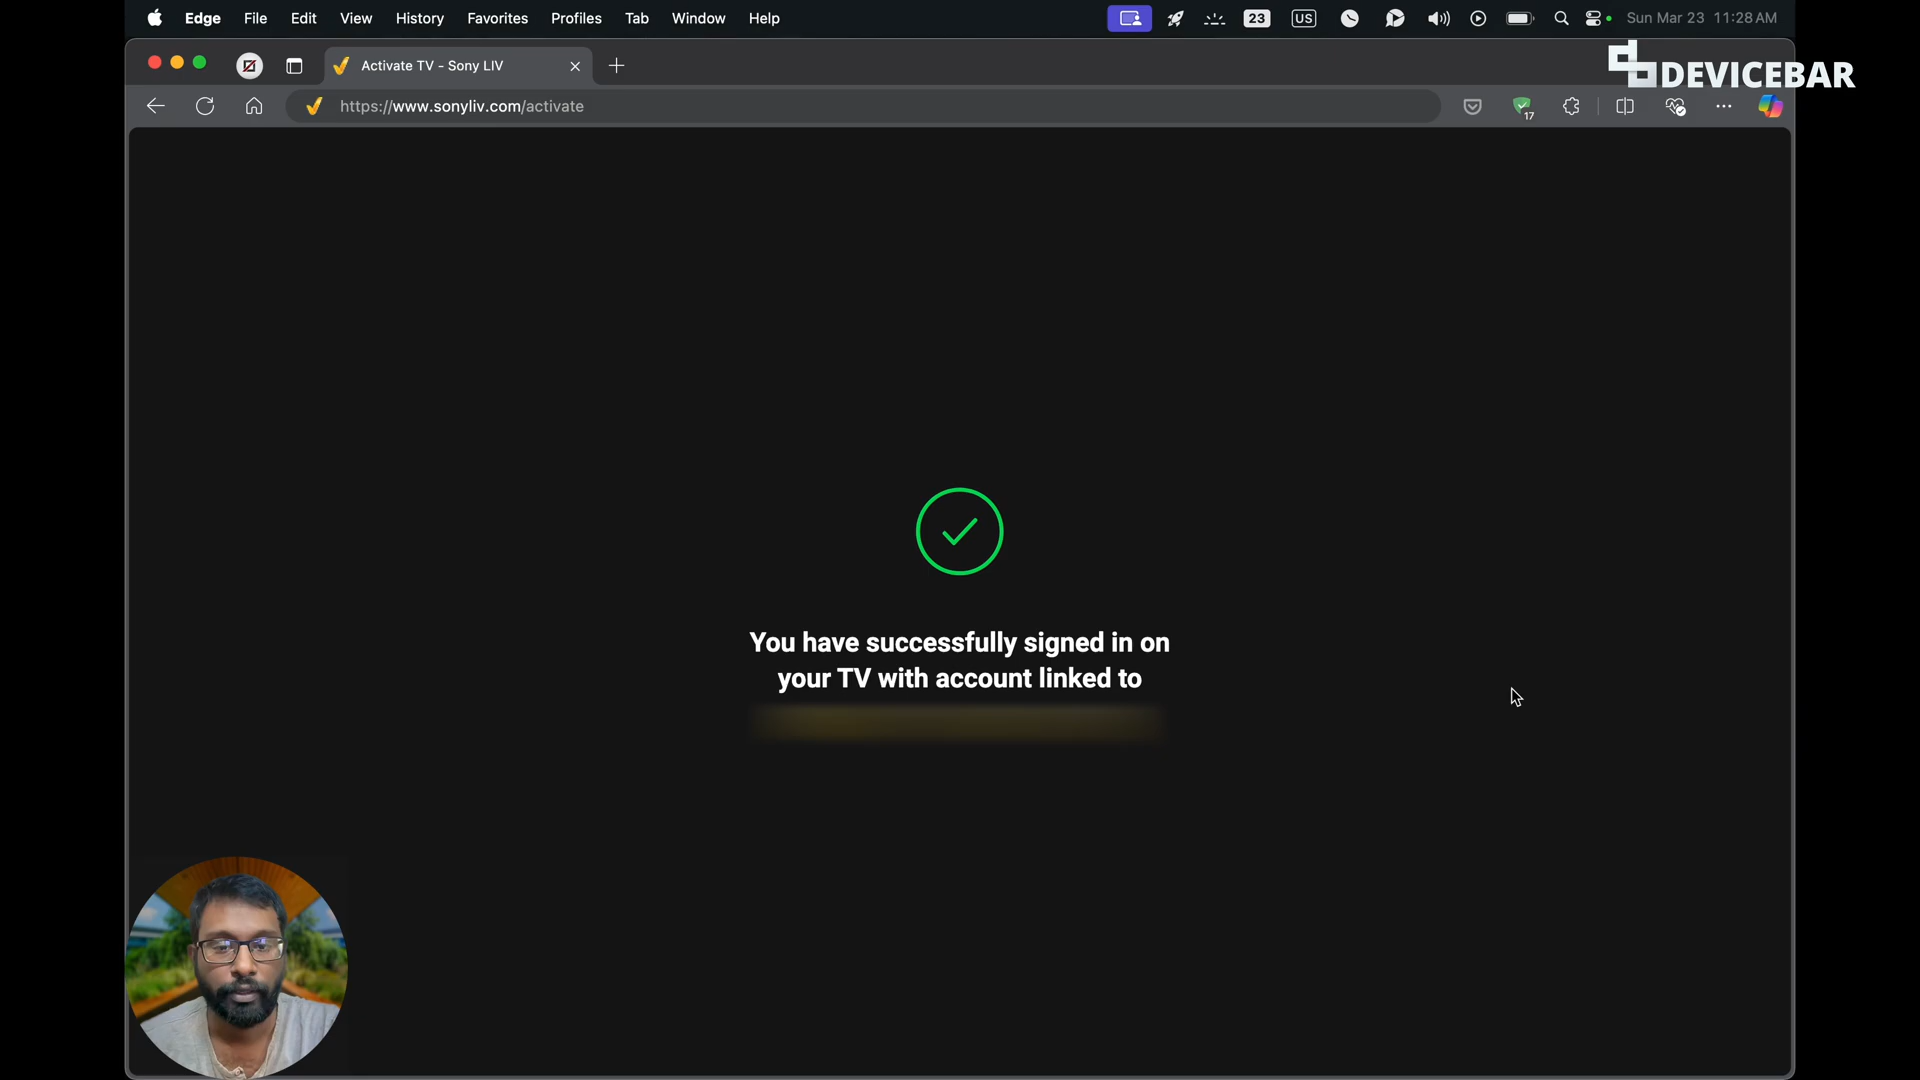 Edge File Edit View History Favorites Profiles Tab Window Help 23 US Sun Mar 23 11:28 AM
Activate TV - Sony LIV
DEVICEBAR
https://www.sonyliv.com/activate
17
You have successfully signed in on
your TV with account linked to